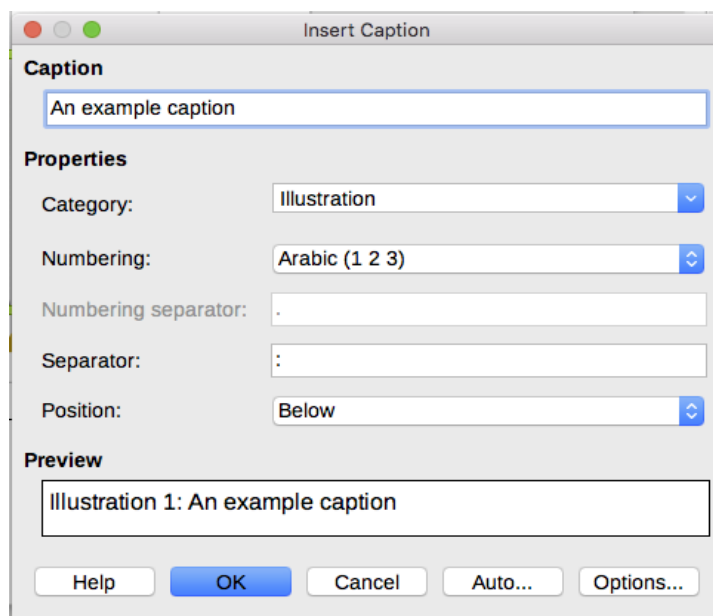 Insert Caption
Caption
An example caption
Properties
Category: Illustration
Numbering: Arabic (1 2 3)
Numbering separator: .
Separator: :
Position: Below
Preview
Illustration 1: An example caption
Help OK Cancel Auto... Options...